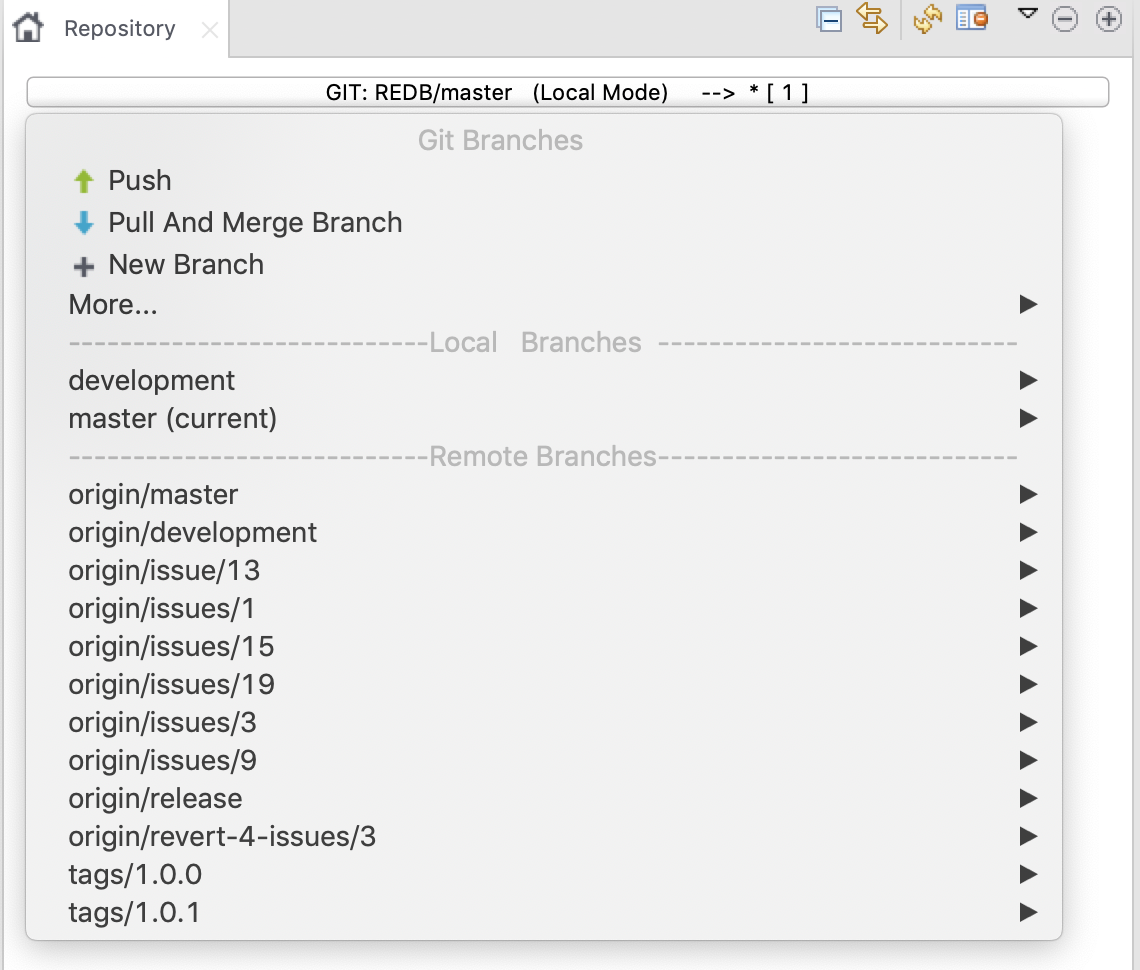 Repository
GIT: REDB/master (Local Mode) --> * [ 1 ]
Git Branches
Push
Pull And Merge Branch
New Branch
More...
----------------------------Local Branches ----------------------------
development
master (current)
----------------------------Remote Branches----------------------------
origin/master
origin/development
origin/issue/13
origin/issues/1
origin/issues/15
origin/issues/19
origin/issues/3
origin/issues/9
origin/release
origin/revert-4-issues/3
tags/1.0.0
tags/1.0.1